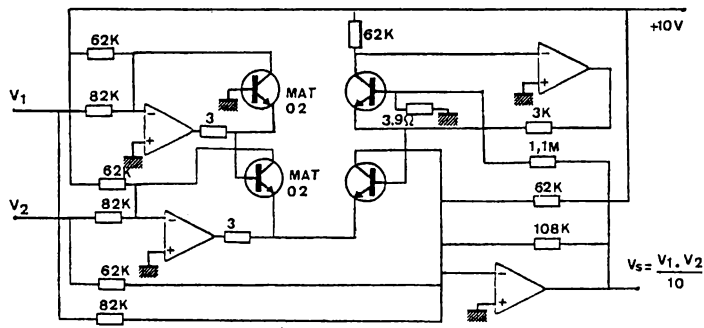 62K
+10V
62K
V1
82K
MAT
02
3
3.9Ω
3K
1,1M
62K
MAT
02
V2
82K
62K
108K
3
Vs = V1.V2
10
62K
82K